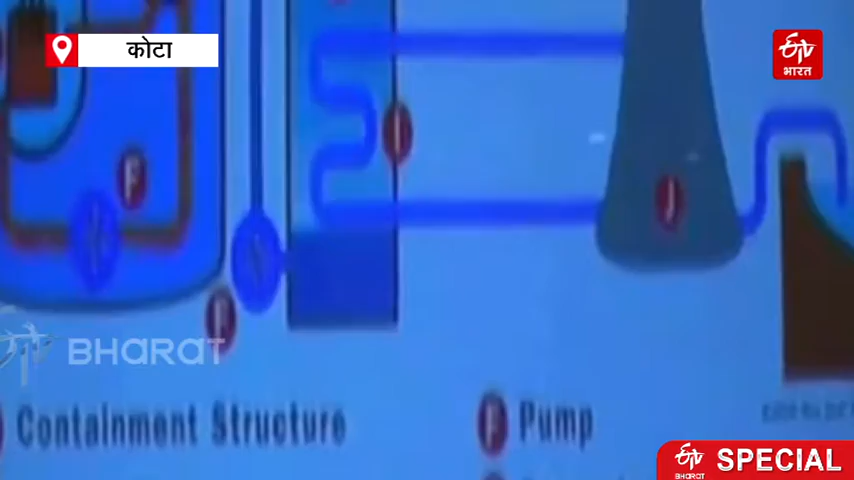 कोटा
ETV
भारत
I
F
J
F
BHARAT
Containment Structure
F Pump
ETV
BHARAT
SPECIAL